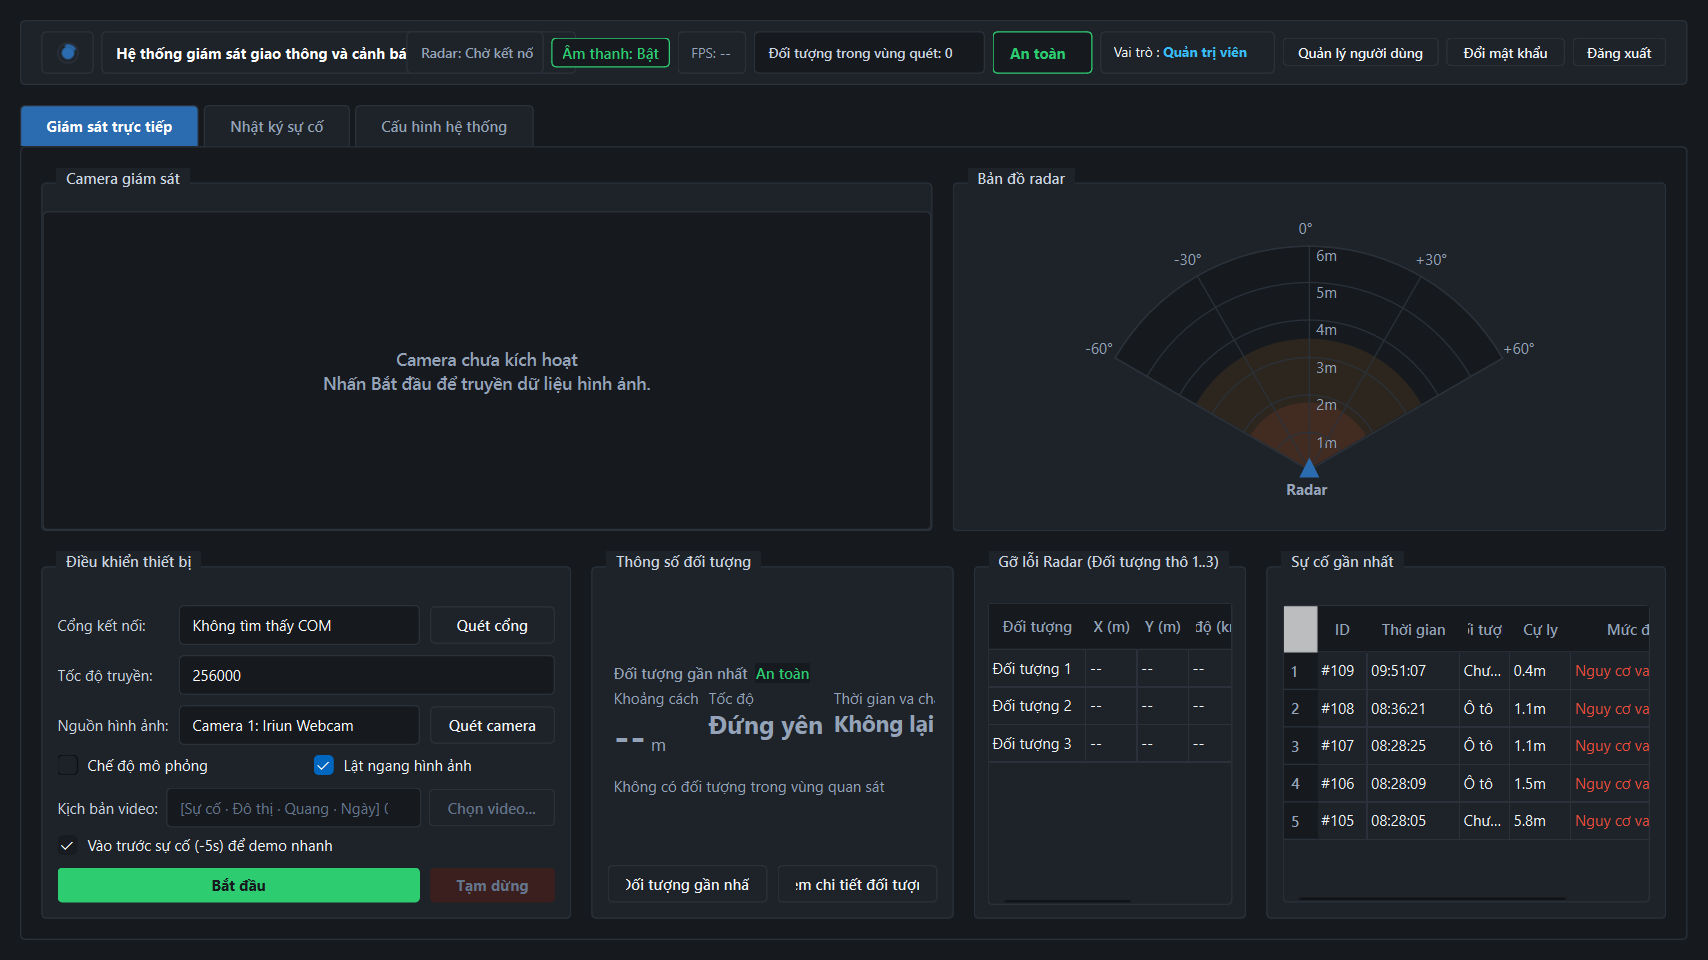 Hệ thống giám sát giao thông và cảnh bá
Radar: Chờ kết nố
Âm thanh: Bật
FPS: --
Đối tượng trong vùng quét: 0
An toàn
Vai trò : Quản trị viên
Quản lý người dùng
Đổi mật khẩu
Đăng xuất
Giám sát trực tiếp
Nhật ký sự cố
Cấu hình hệ thống
Camera giám sát
Camera chưa kích hoạt
Nhấn Bắt đầu để truyền dữ liệu hình ảnh.
Bản đồ radar
0°
-30°
+30°
-60°
+60°
6m
5m
4m
3m
2m
1m
Radar
Điều khiển thiết bị
Cổng kết nối:
Không tìm thấy COM
Quét cổng
Tốc độ truyền:
256000
Nguồn hình ảnh:
Camera 1: Iriun Webcam
Quét camera
Chế độ mô phỏng
Lật ngang hình ảnh
Kịch bản video:
[Sự cố · Đô thị · Quang · Ngày] (
Chọn video...
Vào trước sự cố (-5s) để demo nhanh
Bắt đầu
Tạm dừng
Thông số đối tượng
Đối tượng gần nhất An toàn
Khoảng cách Tốc độ Thời gian va ch
-- m Đứng yên Không lại
Không có đối tượng trong vùng quan sát
Đối tượng gần nhấ
m chi tiết đối tượn
Gỡ lỗi Radar (Đối tượng thô 1..3)
Đối tượng X (m) Y (m) độ (k
Đối tượng 1 -- -- --
Đối tượng 2 -- -- --
Đối tượng 3 -- -- --
Sự cố gần nhất
ID Thời gian i tượ Cự ly Mức đ
1 #109 09:51:07 Chư... 0.4m Nguy cơ va
2 #108 08:36:21 Ô tô 1.1m Nguy cơ va
3 #107 08:28:25 Ô tô 1.1m Nguy cơ va
4 #106 08:28:09 Ô tô 1.5m Nguy cơ va
5 #105 08:28:05 Chư... 5.8m Nguy cơ va